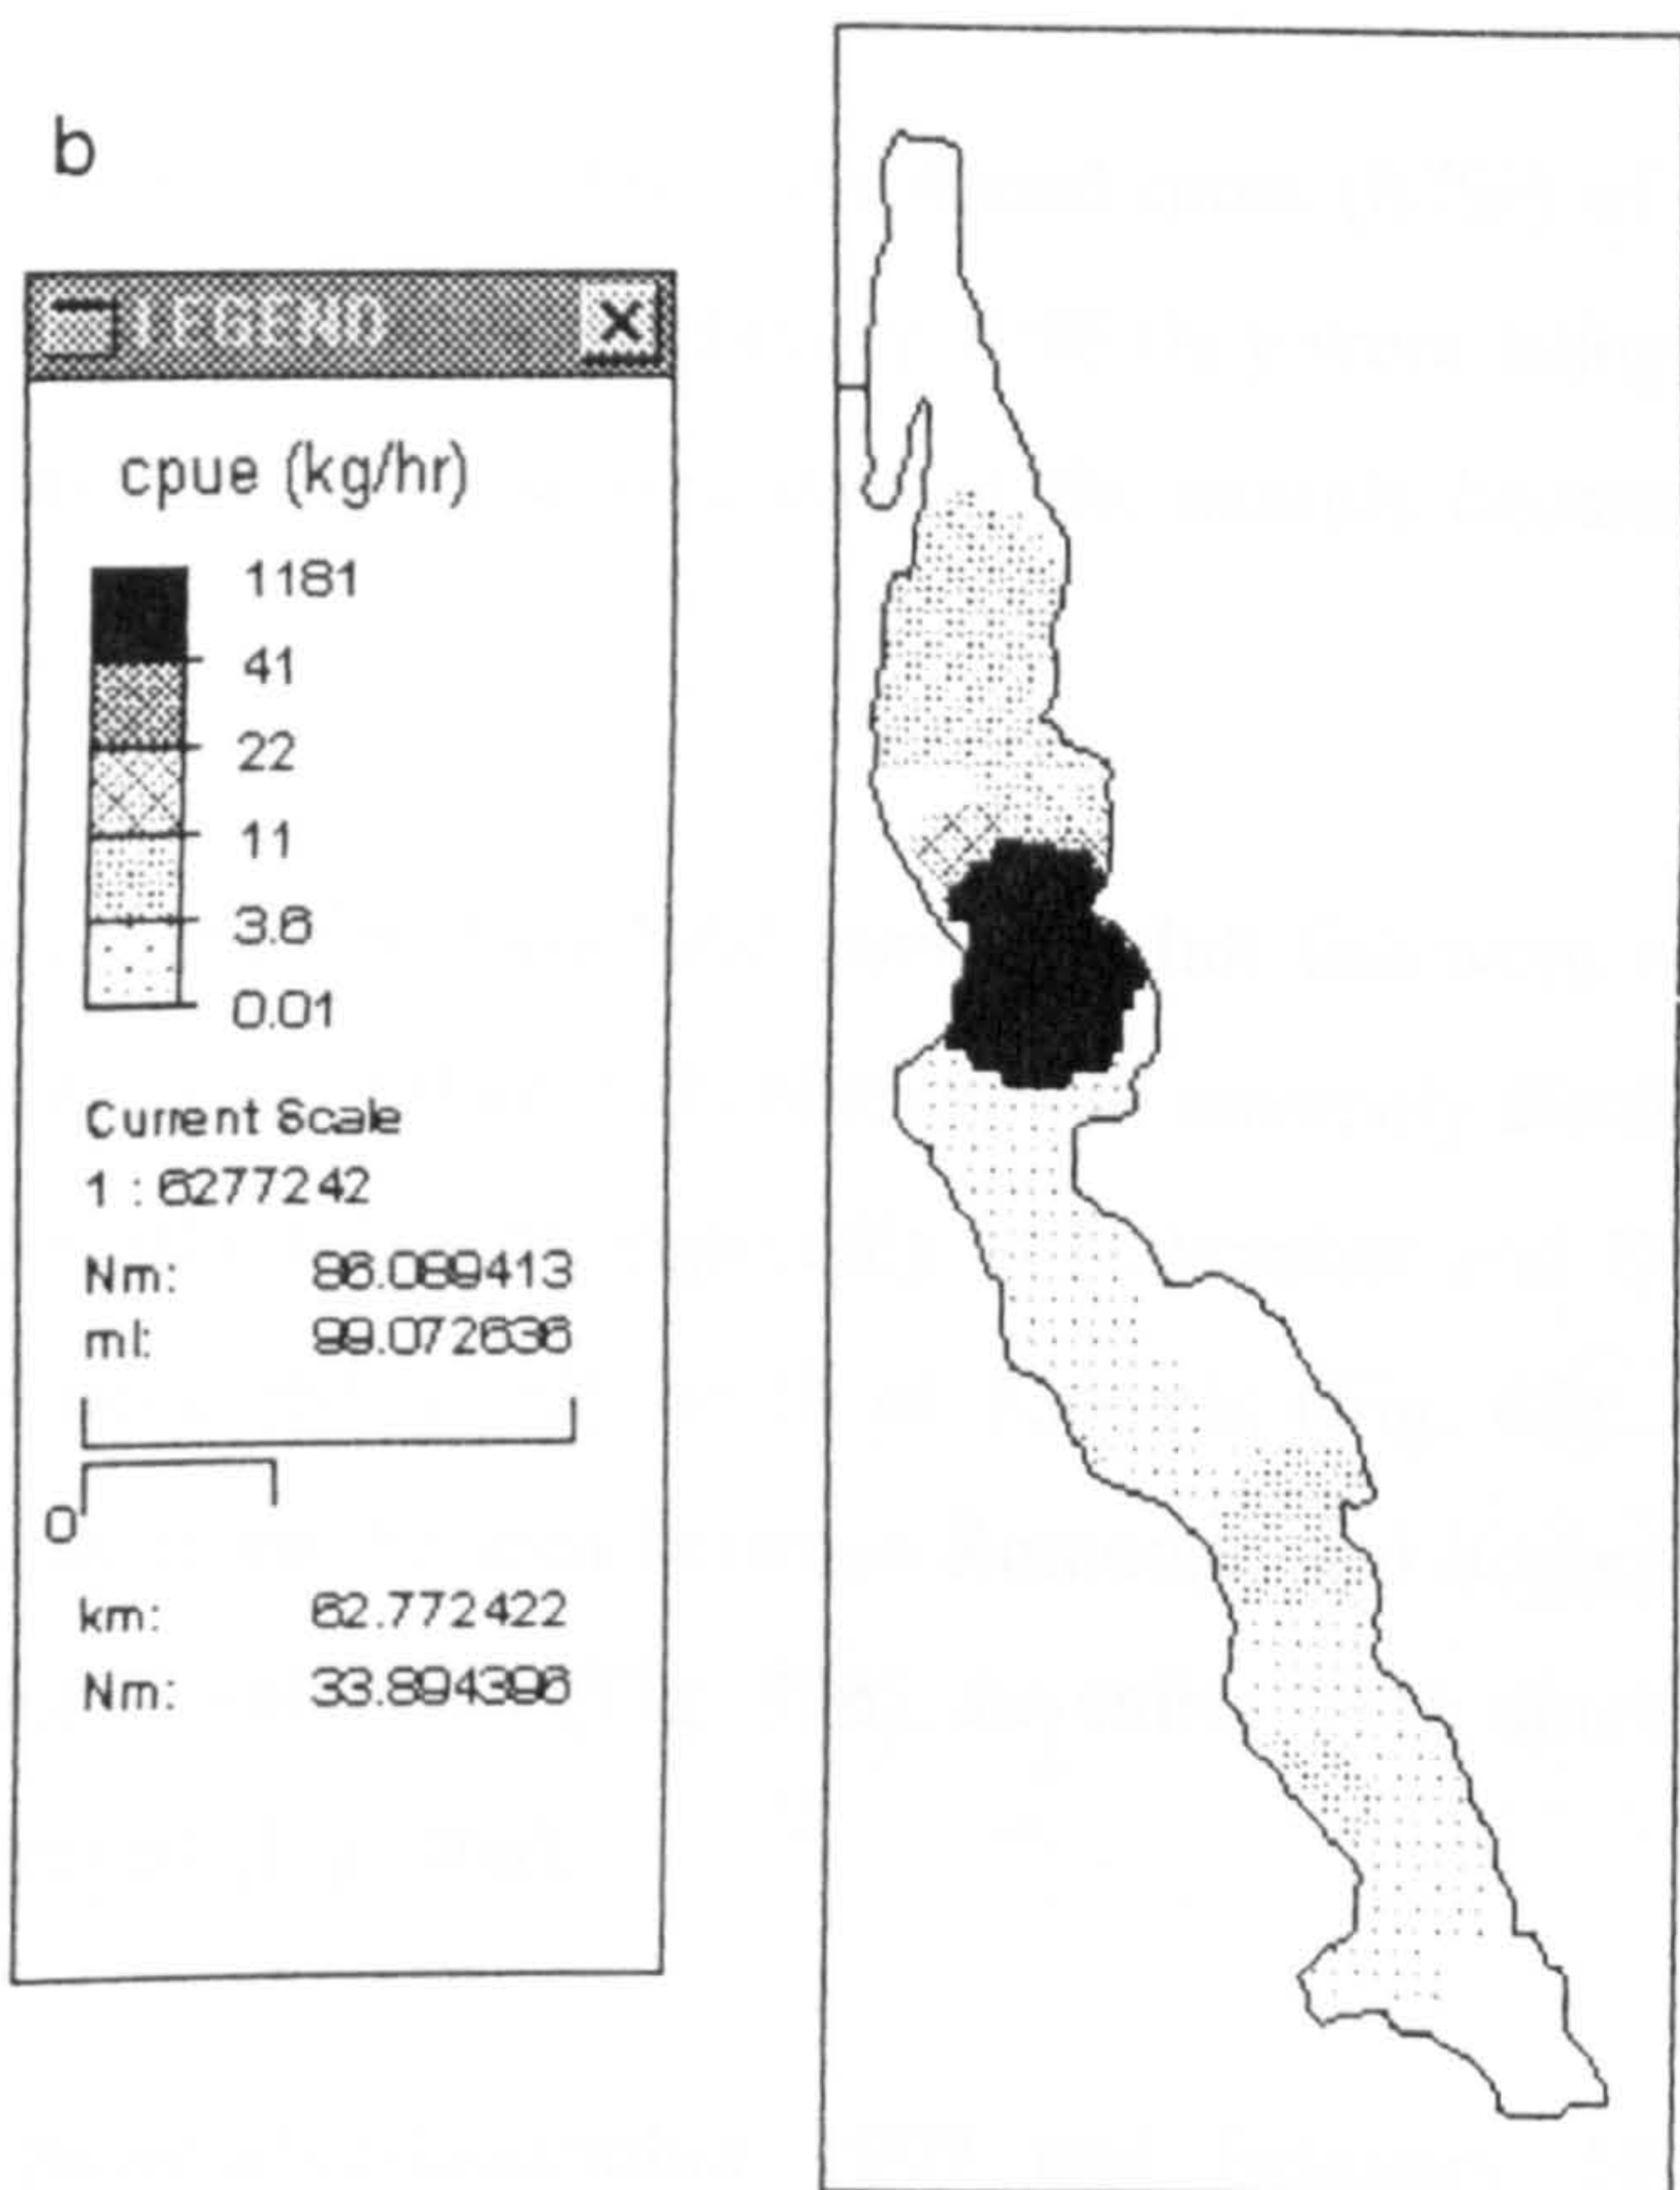 b
LEGEND
cpue (kg/hr)
1181
41
22
11
3.6
0.01
Current Scale
1 : 6277242
Nm: 86.089413
ml: 99.072636
0
km: 62.772422
Nm: 33.894396